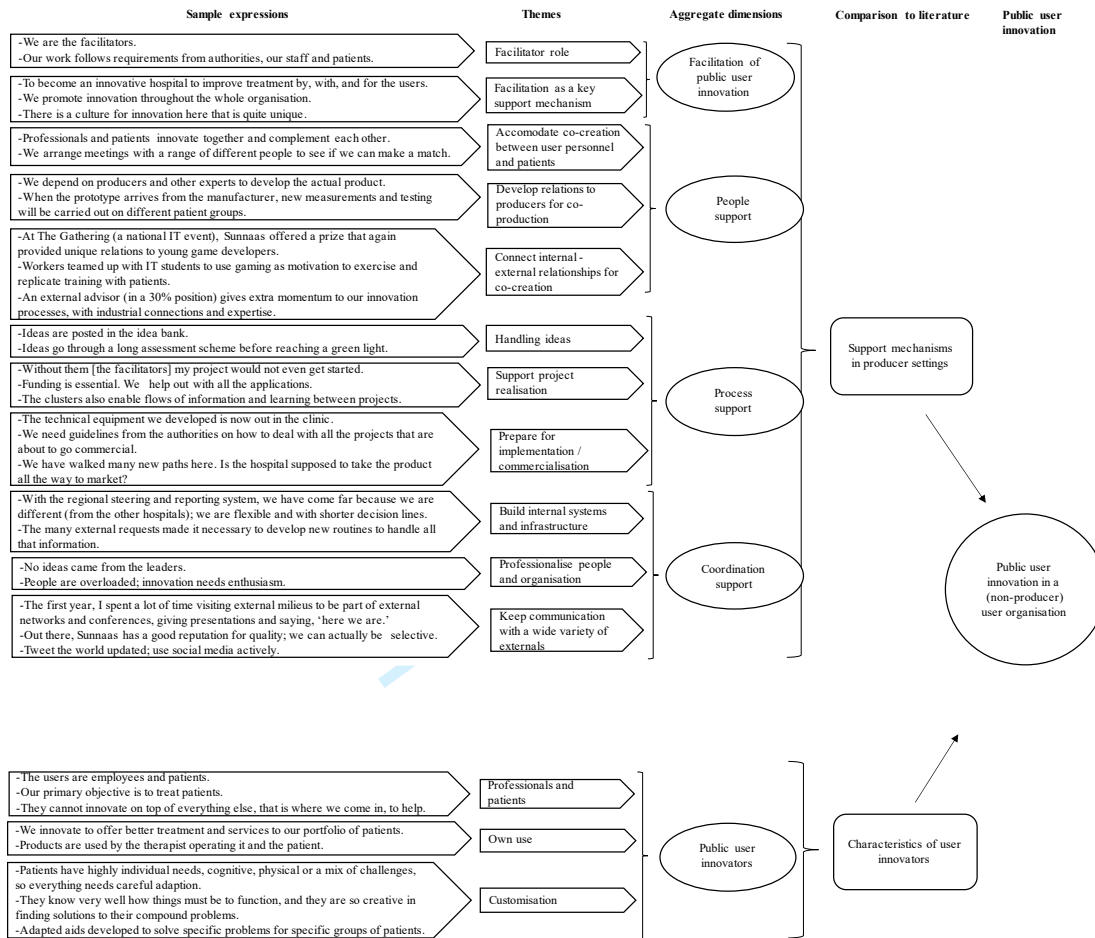 Sample expressions
Themes
Aggregate dimensions
Comparison to literature
Public user
innovation
-We are the facilitators.
-Our work follows requirements from authorities, our staff and patients.
Facilitator role
-To become an innovative hospital to improve treatment by, with, and for the users.
-We promote innovation throughout the whole organisation.
-There is a culture for innovation here that is quite unique.
Facilitation as a key
support mechanism
Facilitation of
public user
innovation
-Professionals and patients innovate together and complement each other.
-We arrange meetings with a range of different people to see if we can make a match.
Accomodate co-creation
between user personnel
and patients
-We depend on producers and other experts to develop the actual product.
-When the prototype arrives from the manufacturer, new measurements and testing
will be carried out on different patient groups.
Develop relations to
producers for co-
production
People
support
-At The Gathering (a national IT event), Sunnaas offered a prize that again
provided unique relations to young game developers.
-Workers teamed up with IT students to use gaming as motivation to exercise and
replicate training with patients.
-An external advisor (in a 30% position) gives extra momentum to our innovation
processes, with industrial connections and expertise.
Connect internal -
external relationships for
co-creation
-Ideas are posted in the idea bank.
-Ideas go through a long assessment scheme before reaching a green light.
Handling ideas
Support mechanisms
in producer settings
-Without them [the facilitators] my project would not even get started.
-Funding is essential. We help out with all the applications.
-The clusters also enable flows of information and learning between projects.
Support project
realisation
Process
support
-The technical equipment we developed is now out in the clinic.
-We need guidelines from the authorities on how to deal with all the projects that are
about to go commercial.
-We have walked many new paths here. Is the hospital supposed to take the product
all the way to market?
Prepare for
implementation /
commercialisation
-With the regional steering and reporting system, we have come far because we are
different (from the other hospitals); we are flexible and with shorter decision lines.
-The many external requests made it necessary to develop new routines to handle all
that information.
Build internal systems
and infrastructure
-No ideas came from the leaders.
-People are overloaded; innovation needs enthusiasm.
Professionalise people
and organisation
Coordination
support
Public user
innovation in a
(non-producer)
user organisation
-The first year, I spent a lot of time visiting external milieus to be part of external
networks and conferences, giving presentations and saying, ‘here we are.’
-Out there, Sunnaas has a good reputation for quality; we can actually be selective.
-Tweet the world updated; use social media actively.
Keep communication
with a wide variety of
externals
-The users are employees and patients.
-Our primary objective is to treat patients.
-They cannot innovate on top of everything else, that is where we come in, to help.
Professionals and
patients
-We innovate to offer better treatment and services to our portfolio of patients.
-Products are used by the therapist operating it and the patient.
Own use
Public user
innovators
Characteristics of user
innovators
-Patients have highly individual needs, cognitive, physical or a mix of challenges,
so everything needs careful adaption.
-They know very well how things must be to function, and they are so creative in
finding solutions to their compound problems.
-Adapted aids developed to solve specific problems for specific groups of patients.
Customisation